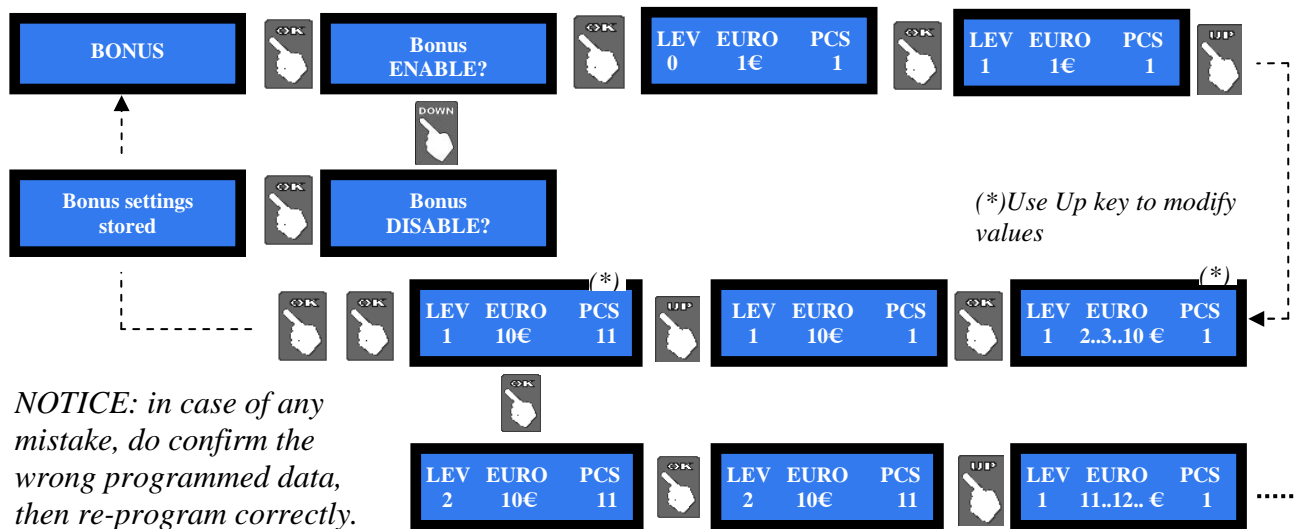 BONUS
OK
Bonus
ENABLE?
OK
LEV EURO PCS
0 1€ 1
OK
LEV EURO PCS
1 1€ 1
UP
DOWN
Bonus settings
stored
OK
Bonus
DISABLE?
(*)Use Up key to modify
values
OK
OK
(*)
LEV EURO PCS
1 10€ 11
UP
LEV EURO PCS
1 10€ 1
OK
(*)
LEV EURO PCS
1 2..3..10 € 1
OK
NOTICE: in case of any
mistake, do confirm the
wrong programmed data,
then re-program correctly.
LEV EURO PCS
2 10€ 11
OK
LEV EURO PCS
2 10€ 11
UP
LEV EURO PCS
1 11..12.. € 1
......